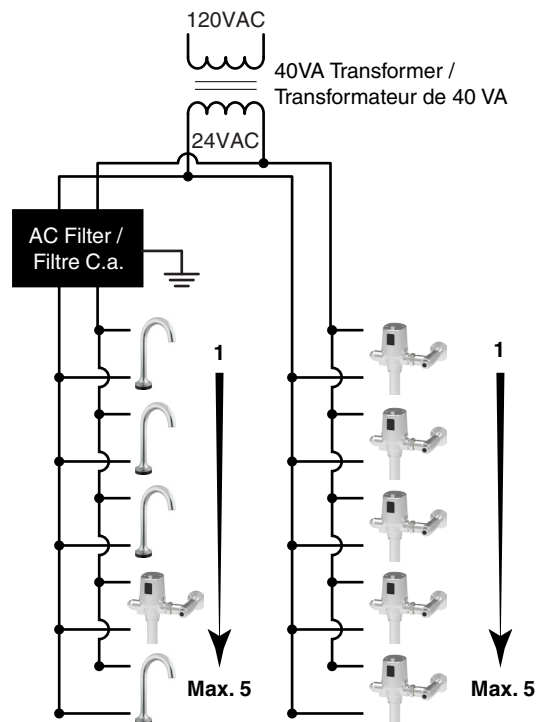 120VAC
40VA Transformer /
Transformateur de 40 VA
24VAC
AC Filter /
Filtre C.a.
1
1
Max. 5
Max. 5